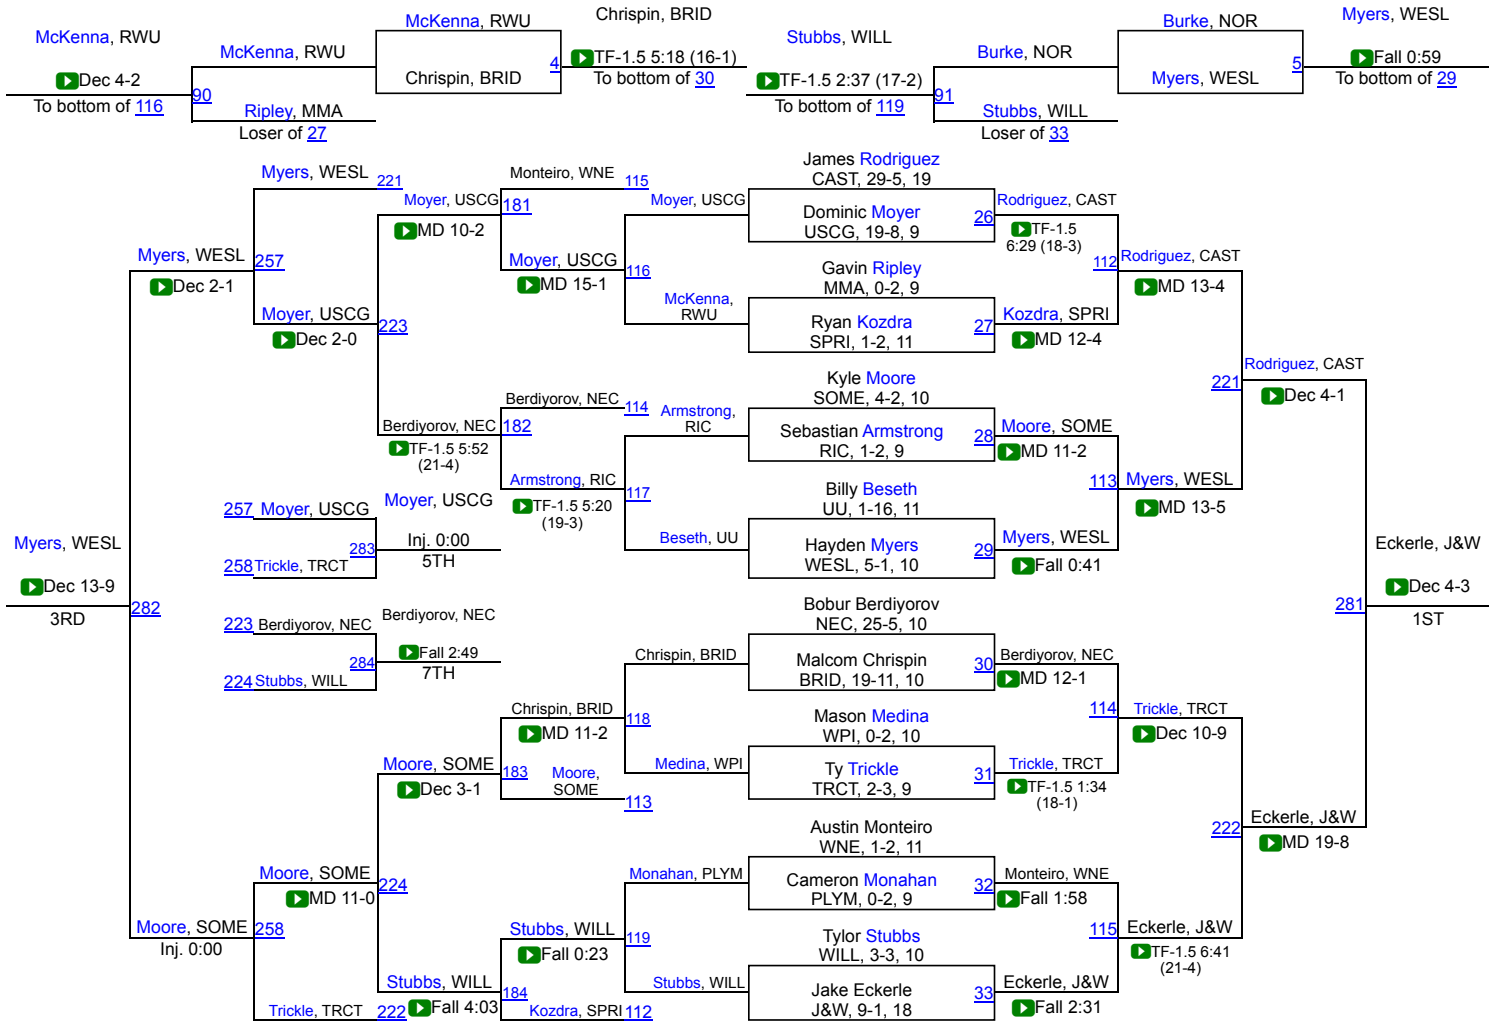 McKenna, RWU
Dec 4-2
To bottom of 116
McKenna, RWU
90
Ripley, MMA
Loser of 27
McKenna, RWU
Chrispin, BRID
4
Chrispin, BRID
TF-1.5 5:18 (16-1)
To bottom of 30
Stubbs, WILL
TF-1.5 2:37 (17-2)
To bottom of 119
Burke, NOR
91
Stubbs, WILL
Loser of 33
Burke, NOR
Myers, WESL
5
Myers, WESL
Fall 0:59
To bottom of 29
James Rodriguez
CAST, 29-5, 19
Dominic Moyer
USCG, 19-8, 9
26
Gavin Ripley
MMA, 0-2, 9
Ryan Kozdra
SPRI, 1-2, 11
27
Kyle Moore
SOME, 4-2, 10
Sebastian Armstrong
RIC, 1-2, 9
28
Billy Beseth
UU, 1-16, 11
Hayden Myers
WESL, 5-1, 10
29
Bobur Berdiyorov
NEC, 25-5, 10
Malcom Chrispin
BRID, 19-11, 10
30
Mason Medina
WPI, 0-2, 10
Ty Trickle
TRCT, 2-3, 9
31
Austin Monteiro
WNE, 1-2, 11
Cameron Monahan
PLYM, 0-2, 9
32
Tylor Stubbs
WILL, 3-3, 10
Jake Eckerle
J&W, 9-1, 18
33
Rodriguez, CAST
TF-1.5
6:29 (18-3)
112
Kozdra, SPRI
MD 12-4
Moore, SOME
MD 11-2
113
Myers, WESL
Fall 0:41
Berdiyorov, NEC
MD 12-1
114
Trickle, TRCT
TF-1.5 1:34
(18-1)
Monteiro, WNE
Fall 1:58
115
Eckerle, J&W
Fall 2:31
Rodriguez, CAST
MD 13-4
221
Myers, WESL
MD 13-5
Trickle, TRCT
Dec 10-9
222
Eckerle, J&W
TF-1.5 6:41
(21-4)
Rodriguez, CAST
Dec 4-1
281
Eckerle, J&W
MD 19-8
Eckerle, J&W
Dec 4-3
1ST
Moyer, USCG
116
McKenna,
RWU
Armstrong,
RIC
117
Beseth, UU
Chrispin, BRID
118
Medina, WPI
Monahan, PLYM
119
Stubbs, WILL
Monteiro, WNE
115
181
Moyer, USCG
MD 15-1
Berdiyorov, NEC
114
182
Armstrong, RIC
TF-1.5 5:20
(19-3)
Chrispin, BRID
MD 11-2
183
Moore,
SOME
113
Stubbs, WILL
Fall 0:23
184
Kozdra, SPRI
112
Moyer, USCG
MD 10-2
223
Berdiyorov, NEC
TF-1.5 5:52
(21-4)
Moore, SOME
Dec 3-1
224
Stubbs, WILL
Fall 4:03
Myers, WESL
221
257
Moyer, USCG
Dec 2-0
Moore, SOME
MD 11-0
258
Trickle, TRCT
222
257
Moyer, USCG
283
258
Trickle, TRCT
Moyer, USCG
Inj. 0:00
5TH
223
Berdiyorov, NEC
284
224
Stubbs, WILL
Berdiyorov, NEC
Fall 2:49
7TH
Myers, WESL
Dec 2-1
282
Moore, SOME
Inj. 0:00
Myers, WESL
Dec 13-9
3RD